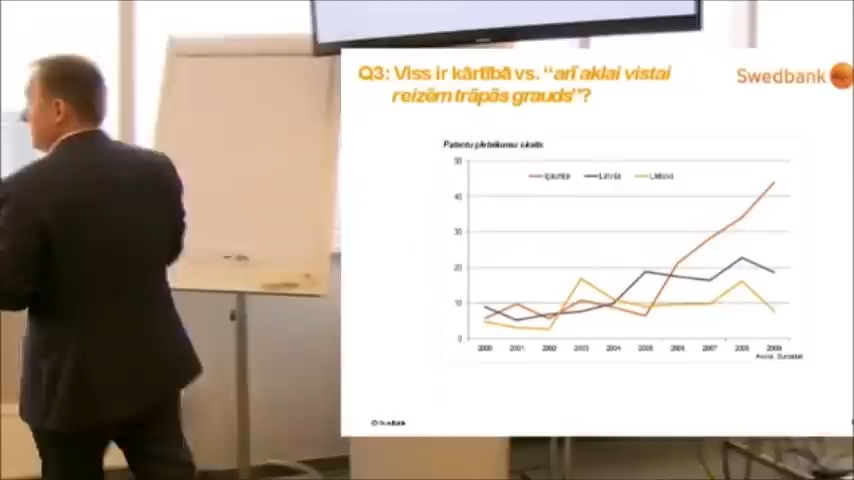 Q3: Viss ir kārtībā vs. “arī aklai vistai
reizēm trāpās grauds”?
Swedbank
Patentu pieteikumu skaits
Igaunija Latvija Lietuva
50
40
30
20
10
0
2000 2001 2002 2003 2004 2005 2006 2007 2008 2009
Avots: Eurostat
© Swedbank